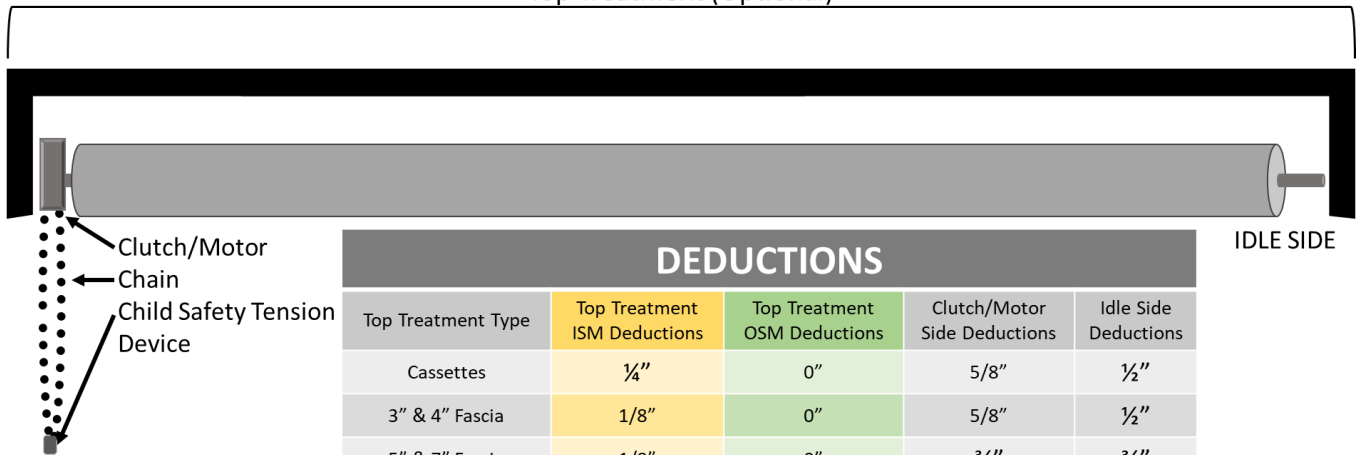 Clutch/Motor
Chain
Child Safety Tension
Device
IDLE SIDE
DEDUCTIONS
Top Treatment Type
Top Treatment
ISM Deductions
Top Treatment
OSM Deductions
Clutch/Motor
Side Deductions
Idle Side
Deductions
Cassettes
¼”
0”
5/8”
½”
3” & 4” Fascia
1/8”
0”
5/8”
½”